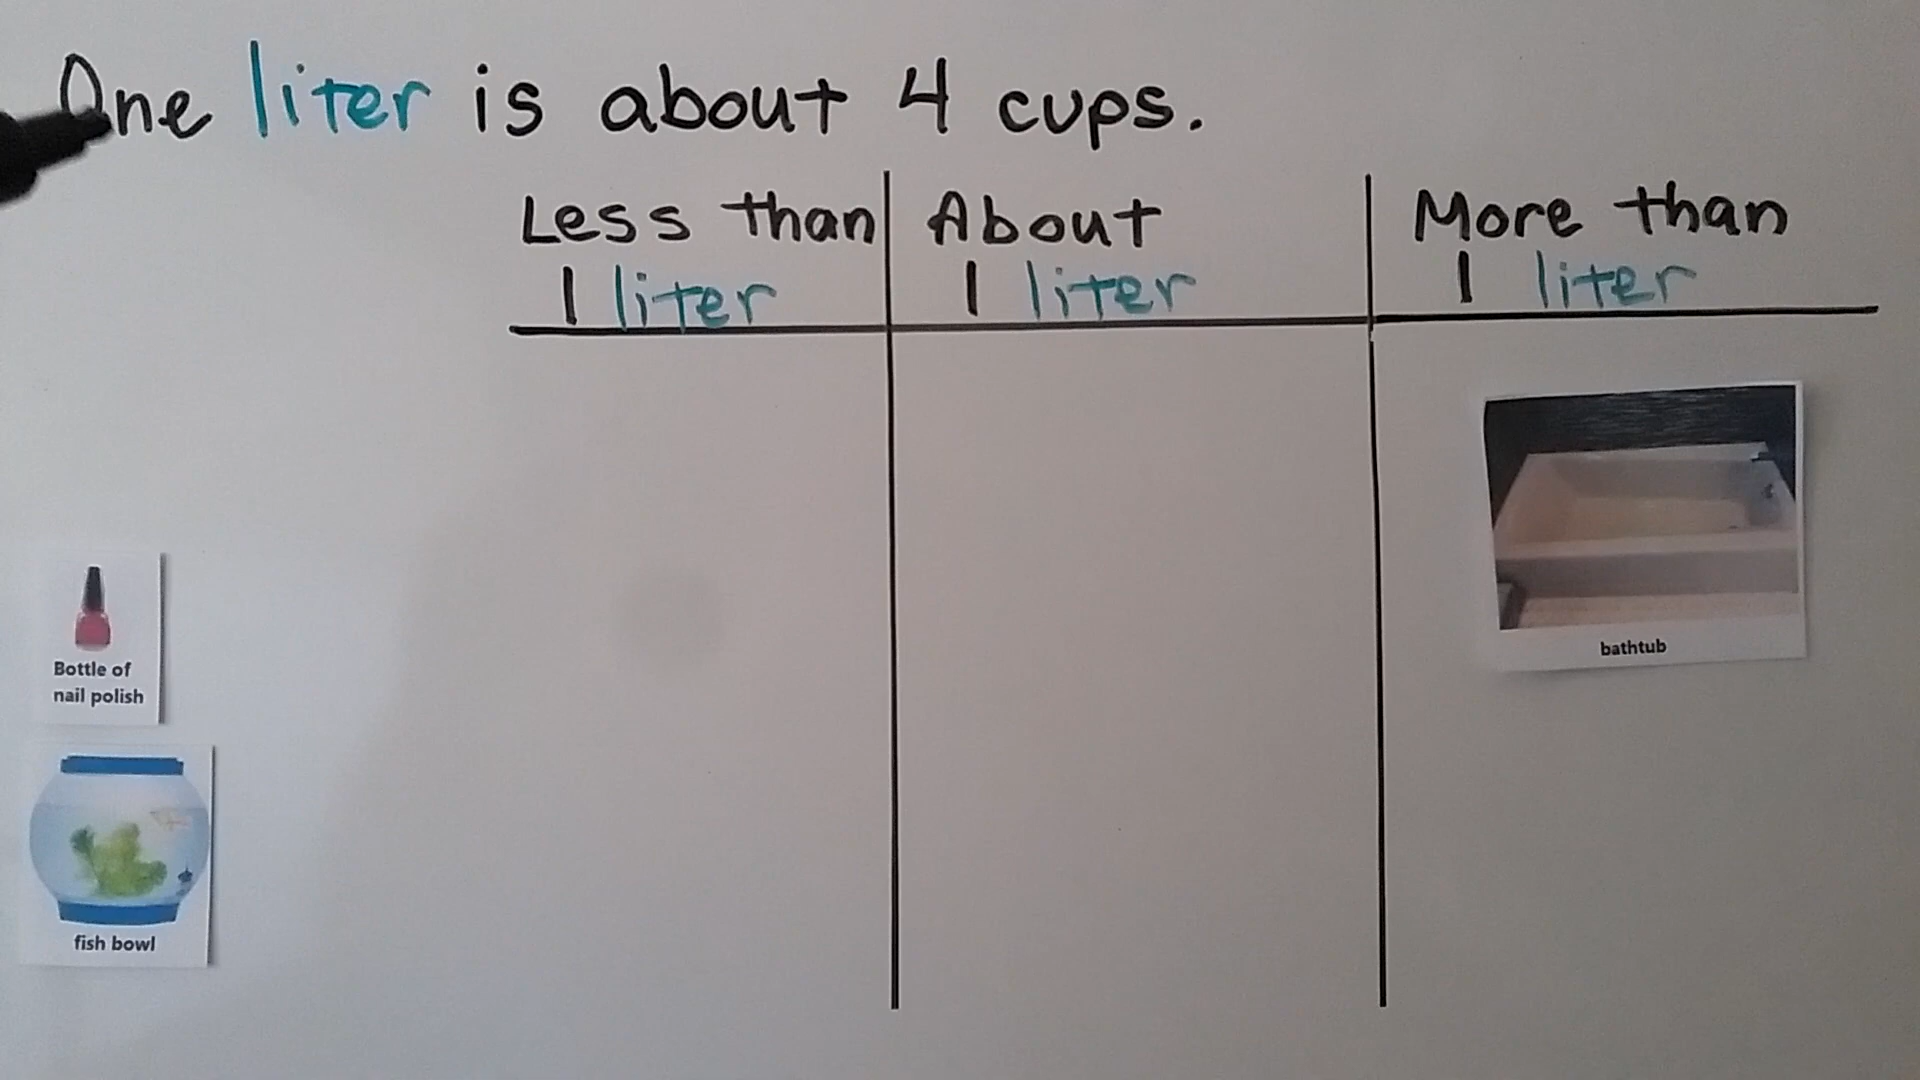 One liter is about 4 cups.
Less than
1 liter
About
1 liter
More than
1 liter
bathtub
Bottle of
nail polish
fish bowl